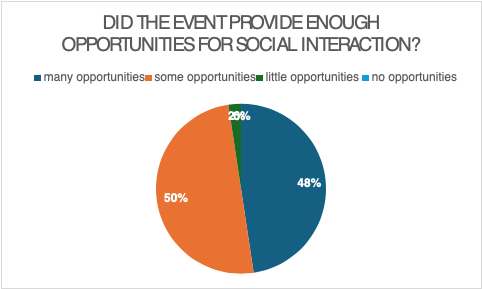 DID THE EVENT PROVIDE ENOUGH
OPPORTUNITIES FOR SOCIAL INTERACTION?
many opportunities some opportunities little opportunities no opportunities
48%
50%